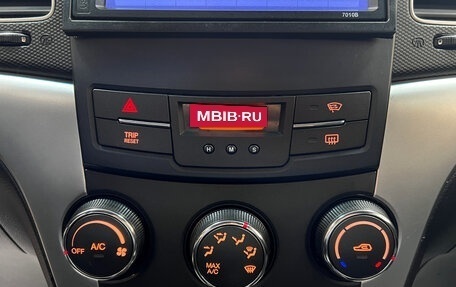 7010B
MBIB·RU
TRIP
RESET
H M S
OFF A/C
MAX
A/C